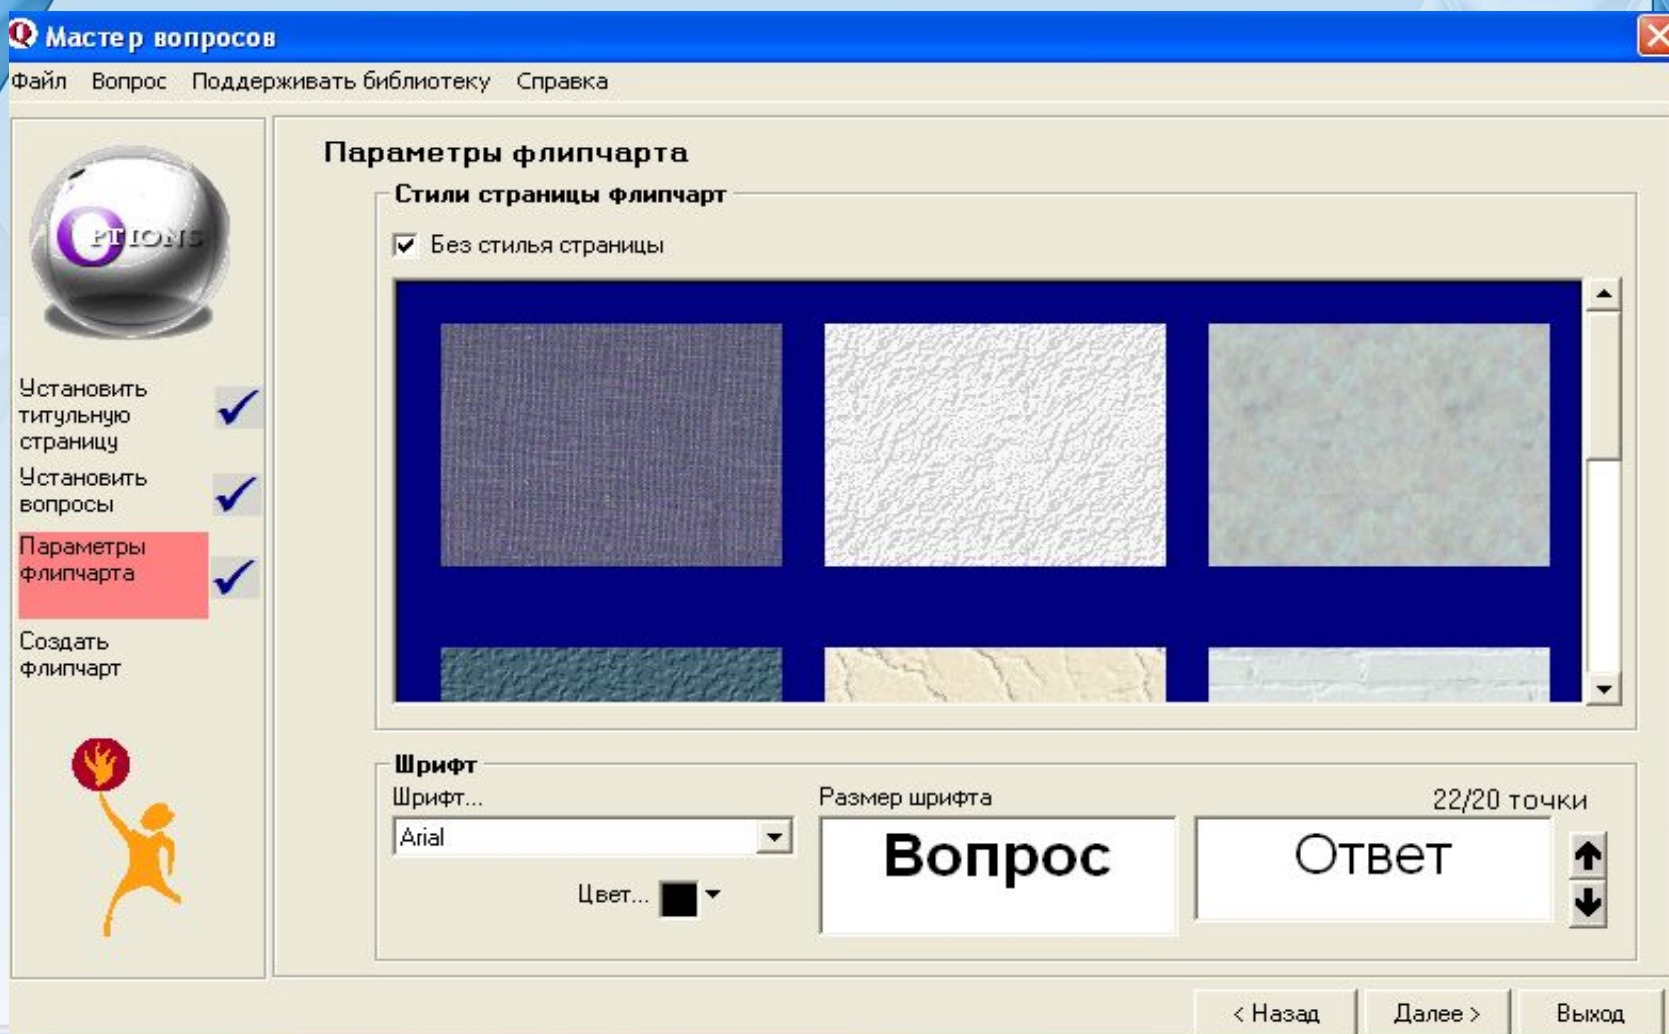 Мастер вопросов
Файл Вопрос Поддерживать библиотеку Справка
OPTIONS
Установить
титульную
страницу
Установить
вопросы
Параметры
флипчарта
Создать
флипчарт
Параметры флипчарта
Стили страницы флипчарт
Без стилья страницы
Шрифт
Шрифт...
Arial
Цвет...
Размер шрифта
22/20 точки
Вопрос
Ответ
< Назад
Далее >
Выход